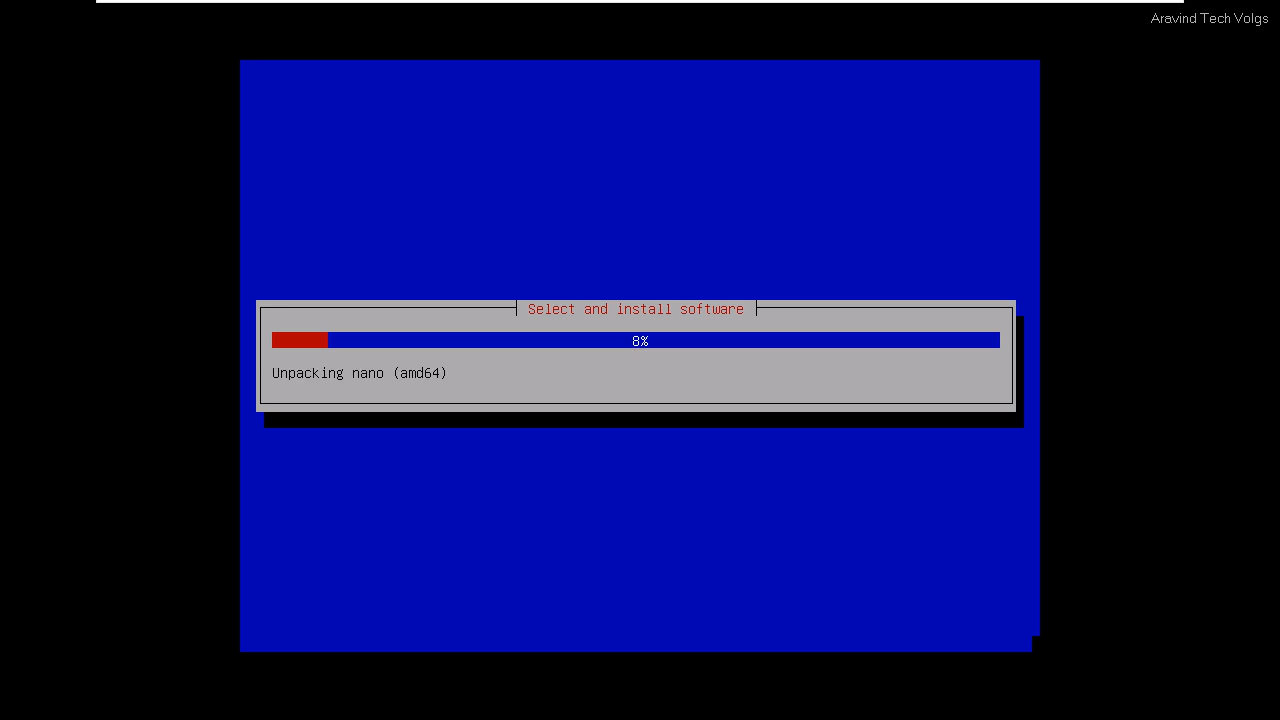 Aravind Tech Volgs
Select and install software
8%
Unpacking nano (amd64)